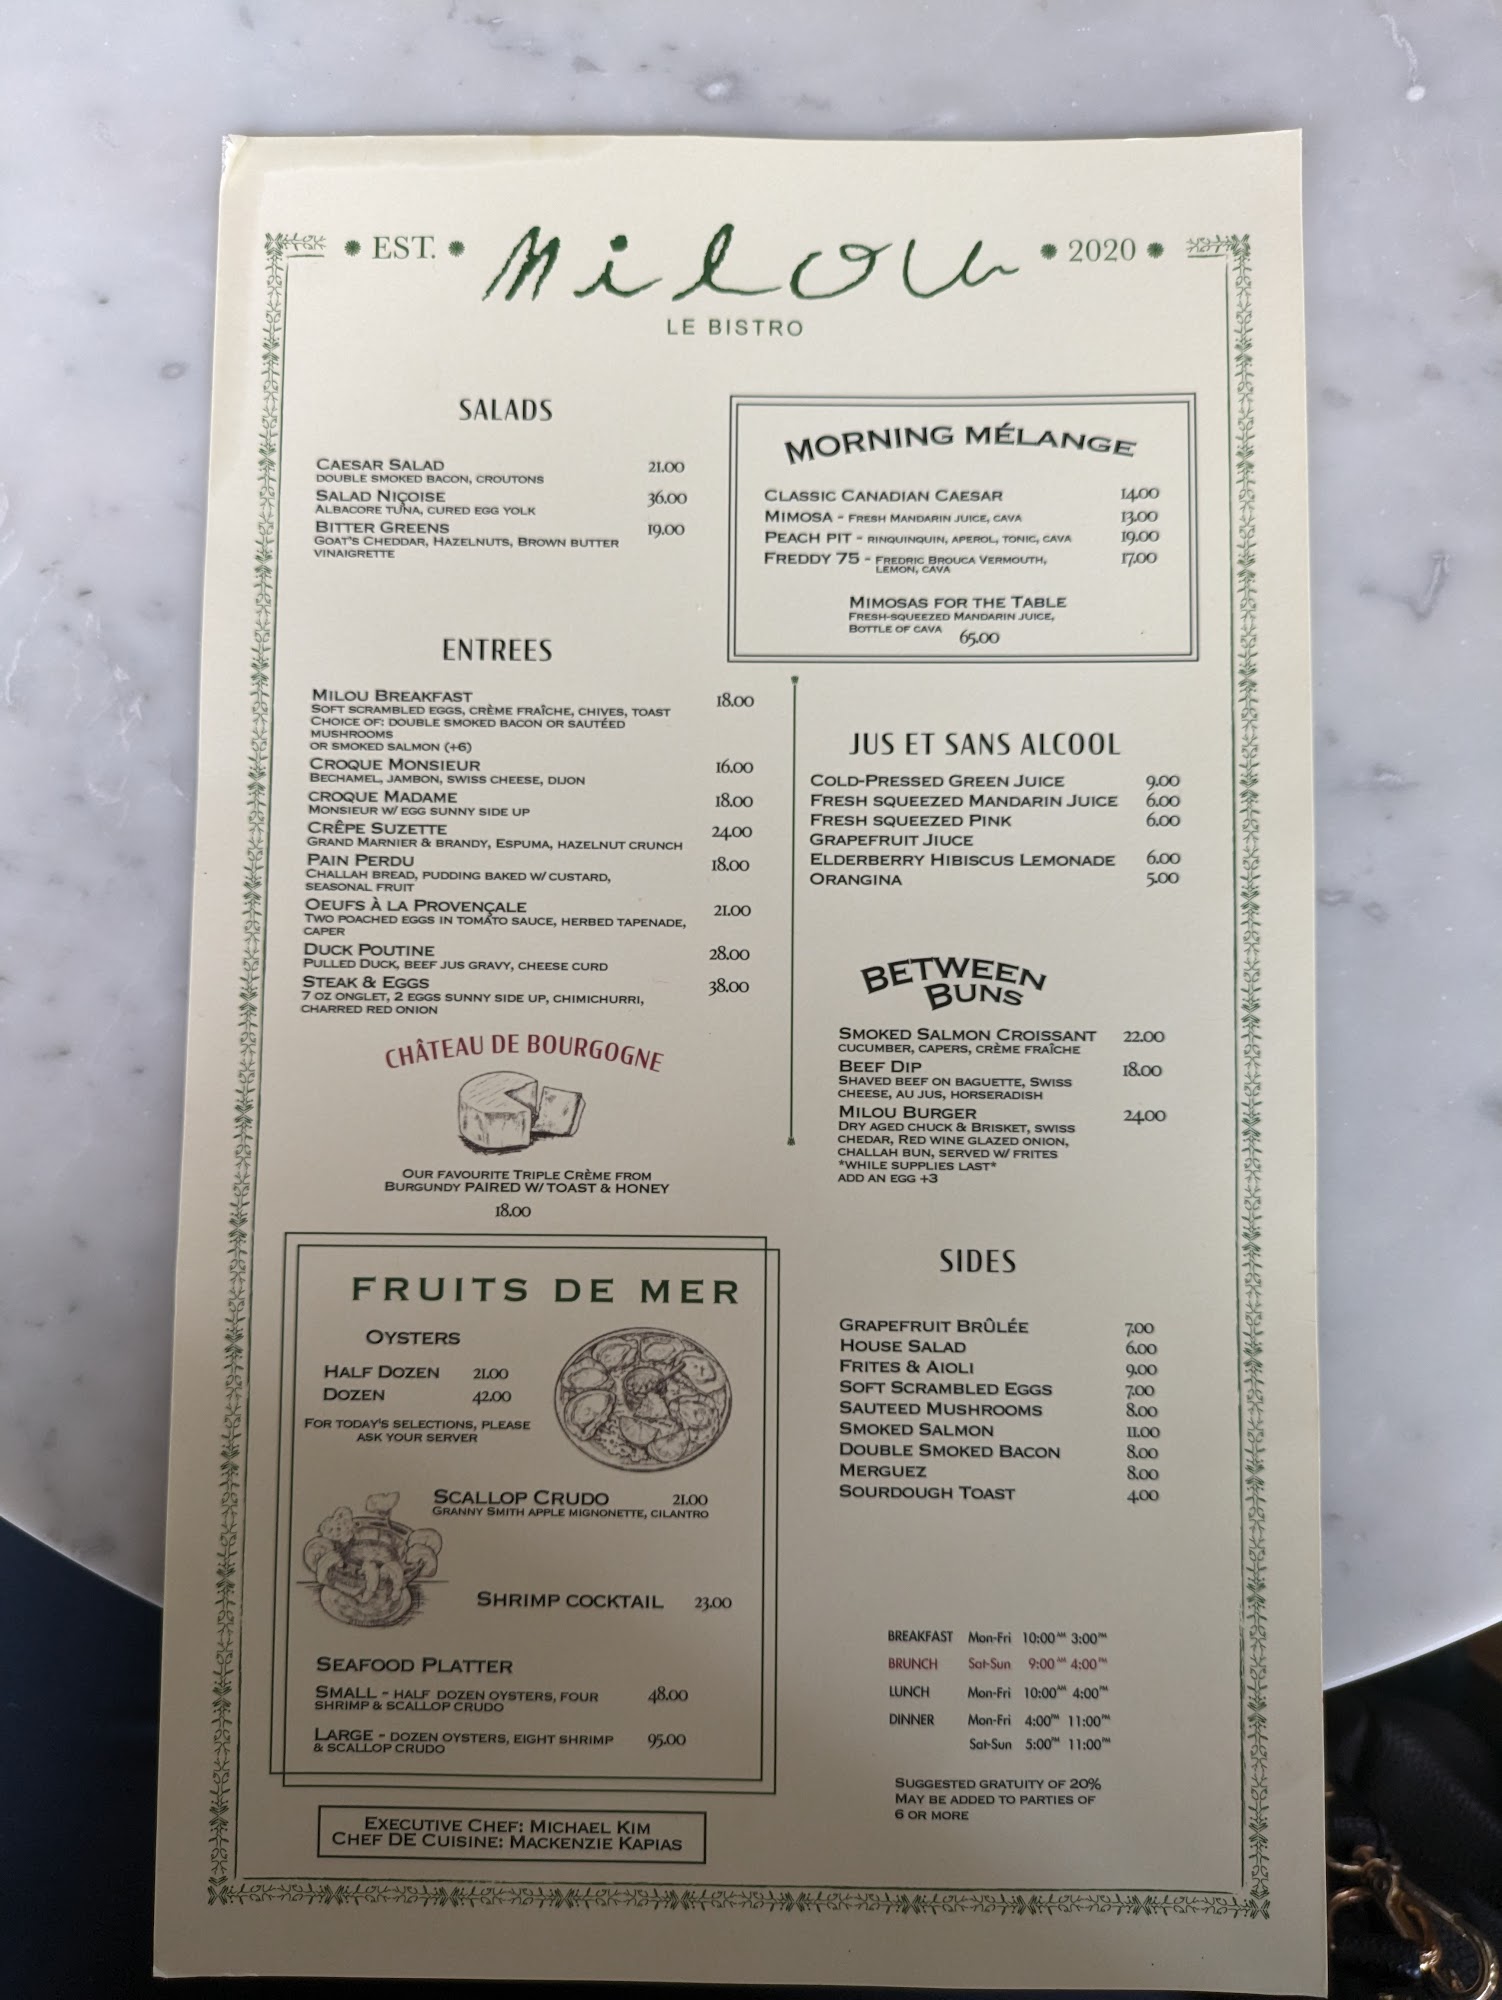 EST. Milou 2020
LE BISTRO
SALADS
CAESAR SALAD 21.00
DOUBLE SMOKED BACON, CROUTONS
SALAD NIÇOISE 36.00
ALBACORE TUNA, CURED EGG YOLK
BITTER GREENS 19.00
GOAT'S CHEDDAR, HAZELNUTS, BROWN BUTTER
VINAIGRETTE
ENTREES
MILOU BREAKFAST 18.00
SOFT SCRAMBLED EGGS, CRÈME FRAÎCHE, CHIVES, TOAST
CHOICE OF: DOUBLE SMOKED BACON OR SAUTÉED
MUSHROOMS
OR SMOKED SALMON (+6)
CROQUE MONSIEUR 16.00
BECHAMEL, JAMBON, SWISS CHEESE, DIJON
CROQUE MADAME 18.00
MONSIEUR W/ EGG SUNNY SIDE UP
CRÊPE SUZETTE 24.00
GRAND MARNIER & BRANDY, ESPUMA, HAZELNUT CRUNCH
PAIN PERDU 18.00
CHALLAH BREAD, PUDDING BAKED W/ CUSTARD,
SEASONAL FRUIT
OEUFS À LA PROVENÇALE 21.00
TWO POACHED EGGS IN TOMATO SAUCE, HERBED TAPENADE,
CAPER
DUCK POUTINE 28.00
PULLED DUCK, BEEF JUS GRAVY, CHEESE CURD
STEAK & EGGS 38.00
7 OZ ONGLET, 2 EGGS SUNNY SIDE UP, CHIMICHURRI,
CHARRED RED ONION
CHÂTEAU DE BOURGOGNE
OUR FAVOURITE TRIPLE CRÈME FROM
BURGUNDY PAIRED W/ TOAST & HONEY
18.00
FRUITS DE MER
OYSTERS
HALF DOZEN 21.00
DOZEN 42.00
FOR TODAY'S SELECTIONS, PLEASE
ASK YOUR SERVER
SCALLOP CRUDO 21.00
GRANNY SMITH APPLE MIGNONETTE, CILANTRO
SHRIMP COCKTAIL 23.00
SEAFOOD PLATTER
SMALL - HALF DOZEN OYSTERS, FOUR 48.00
SHRIMP & SCALLOP CRUDO
LARGE - DOZEN OYSTERS, EIGHT SHRIMP 95.00
& SCALLOP CRUDO
EXECUTIVE CHEF: MICHAEL KIM
CHEF DE CUISINE: MACKENZIE KAPIAS
MORNING MÉLANGE
CLASSIC CANADIAN CAESAR 14.00
MIMOSA - FRESH MANDARIN JUICE, CAVA 13.00
PEACH PIT - RINQUINQUIN, APEROL, TONIC, CAVA 19.00
FREDDY 75 - FREDRIC BROUCA VERMOUTH, 17.00
LEMON, CAVA
MIMOSAS FOR THE TABLE
FRESH-SQUEEZED MANDARIN JUICE,
BOTTLE OF CAVA 65.00
JUS ET SANS ALCOOL
COLD-PRESSED GREEN JUICE 9.00
FRESH SQUEEZED MANDARIN JUICE 6.00
FRESH SQUEEZED PINK 6.00
GRAPEFRUIT JIUCE
ELDERBERRY HIBISCUS LEMONADE 6.00
ORANGINA 5.00
BETWEEN
BUNS
SMOKED SALMON CROISSANT 22.00
CUCUMBER, CAPERS, CRÈME FRAÎCHE
BEEF DIP 18.00
SHAVED BEEF ON BAGUETTE, SWISS
CHEESE, AU JUS, HORSERADISH
MILOU BURGER 24.00
DRY AGED CHUCK & BRISKET, SWISS
CHEDAR, RED WINE GLAZED ONION,
CHALLAH BUN, SERVED W/ FRITES
*WHILE SUPPLIES LAST*
ADD AN EGG +3
SIDES
GRAPEFRUIT BRÛLÉE 7.00
HOUSE SALAD 6.00
FRITES & AIOLI 9.00
SOFT SCRAMBLED EGGS 7.00
SAUTEED MUSHROOMS 8.00
SMOKED SALMON 11.00
DOUBLE SMOKED BACON 8.00
MERGUEZ 8.00
SOURDOUGH TOAST 4.00
BREAKFAST Mon-Fri 10:00 AM 3:00 PM
BRUNCH Sat-Sun 9:00 AM 4:00 PM
LUNCH Mon-Fri 10:00 AM 4:00 PM
DINNER Mon-Fri 4:00 PM 11:00 PM
Sat-Sun 5:00 PM 11:00 PM
SUGGESTED GRATUITY OF 20%
MAY BE ADDED TO PARTIES OF
6 OR MORE